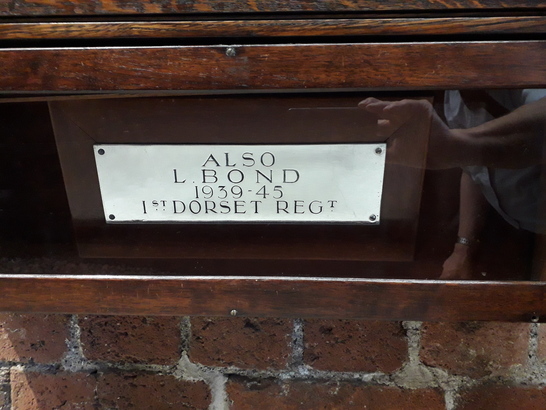 ALSO
L. BOND
1939-45
1ST DORSET REGT